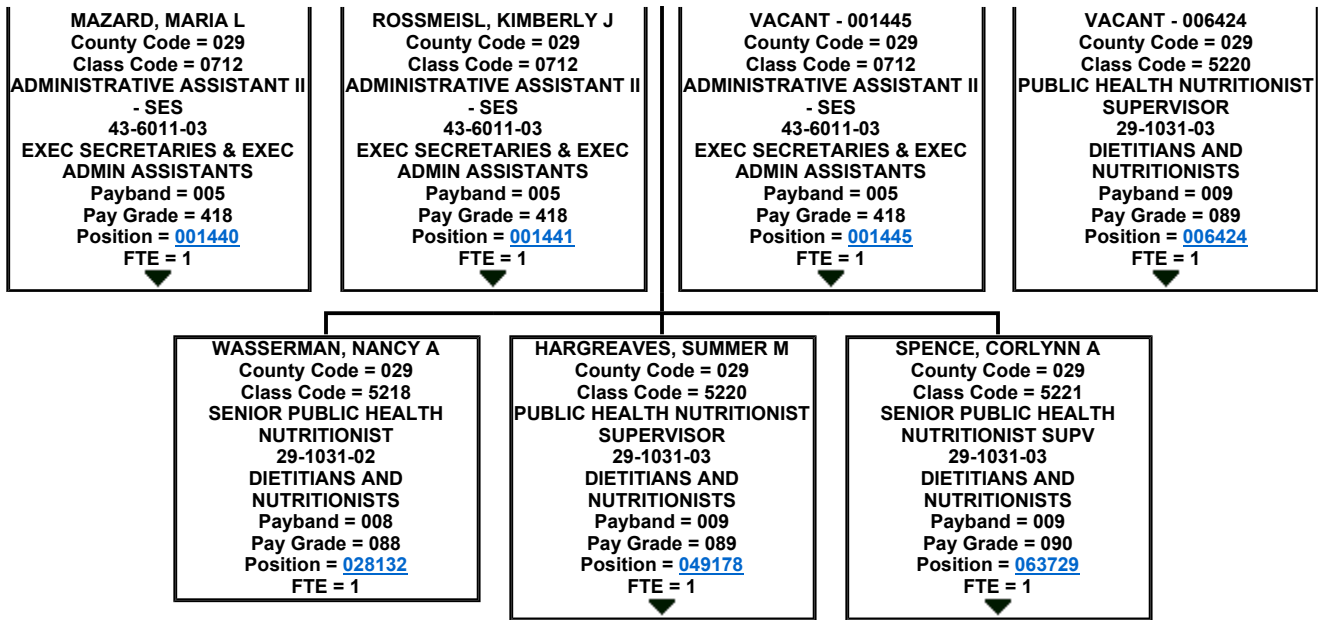 MAZARD, MARIA L
County Code = 029
Class Code = 0712
ADMINISTRATIVE ASSISTANT II
- SES
43-6011-03
EXEC SECRETARIES & EXEC
ADMIN ASSISTANTS
Payband = 005
Pay Grade = 418
Position = 001440
FTE = 1
ROSSMEISL, KIMBERLY J
County Code = 029
Class Code = 0712
ADMINISTRATIVE ASSISTANT II
- SES
43-6011-03
EXEC SECRETARIES & EXEC
ADMIN ASSISTANTS
Payband = 005
Pay Grade = 418
Position = 001441
FTE = 1
VACANT - 001445
County Code = 029
Class Code = 0712
ADMINISTRATIVE ASSISTANT II
- SES
43-6011-03
EXEC SECRETARIES & EXEC
ADMIN ASSISTANTS
Payband = 005
Pay Grade = 418
Position = 001445
FTE = 1
VACANT - 006424
County Code = 029
Class Code = 5220
PUBLIC HEALTH NUTRITIONIST
SUPERVISOR
29-1031-03
DIETITIANS AND
NUTRITIONISTS
Payband = 009
Pay Grade = 089
Position = 006424
FTE = 1
WASSERMAN, NANCY A
County Code = 029
Class Code = 5218
SENIOR PUBLIC HEALTH
NUTRITIONIST
29-1031-02
DIETITIANS AND
NUTRITIONISTS
Payband = 008
Pay Grade = 088
Position = 028132
FTE = 1
HARGREAVES, SUMMER M
County Code = 029
Class Code = 5220
PUBLIC HEALTH NUTRITIONIST
SUPERVISOR
29-1031-03
DIETITIANS AND
NUTRITIONISTS
Payband = 009
Pay Grade = 089
Position = 049178
FTE = 1
SPENCE, CORLYNN A
County Code = 029
Class Code = 5221
SENIOR PUBLIC HEALTH
NUTRITIONIST SUPV
29-1031-03
DIETITIANS AND
NUTRITIONISTS
Payband = 009
Pay Grade = 090
Position = 063729
FTE = 1